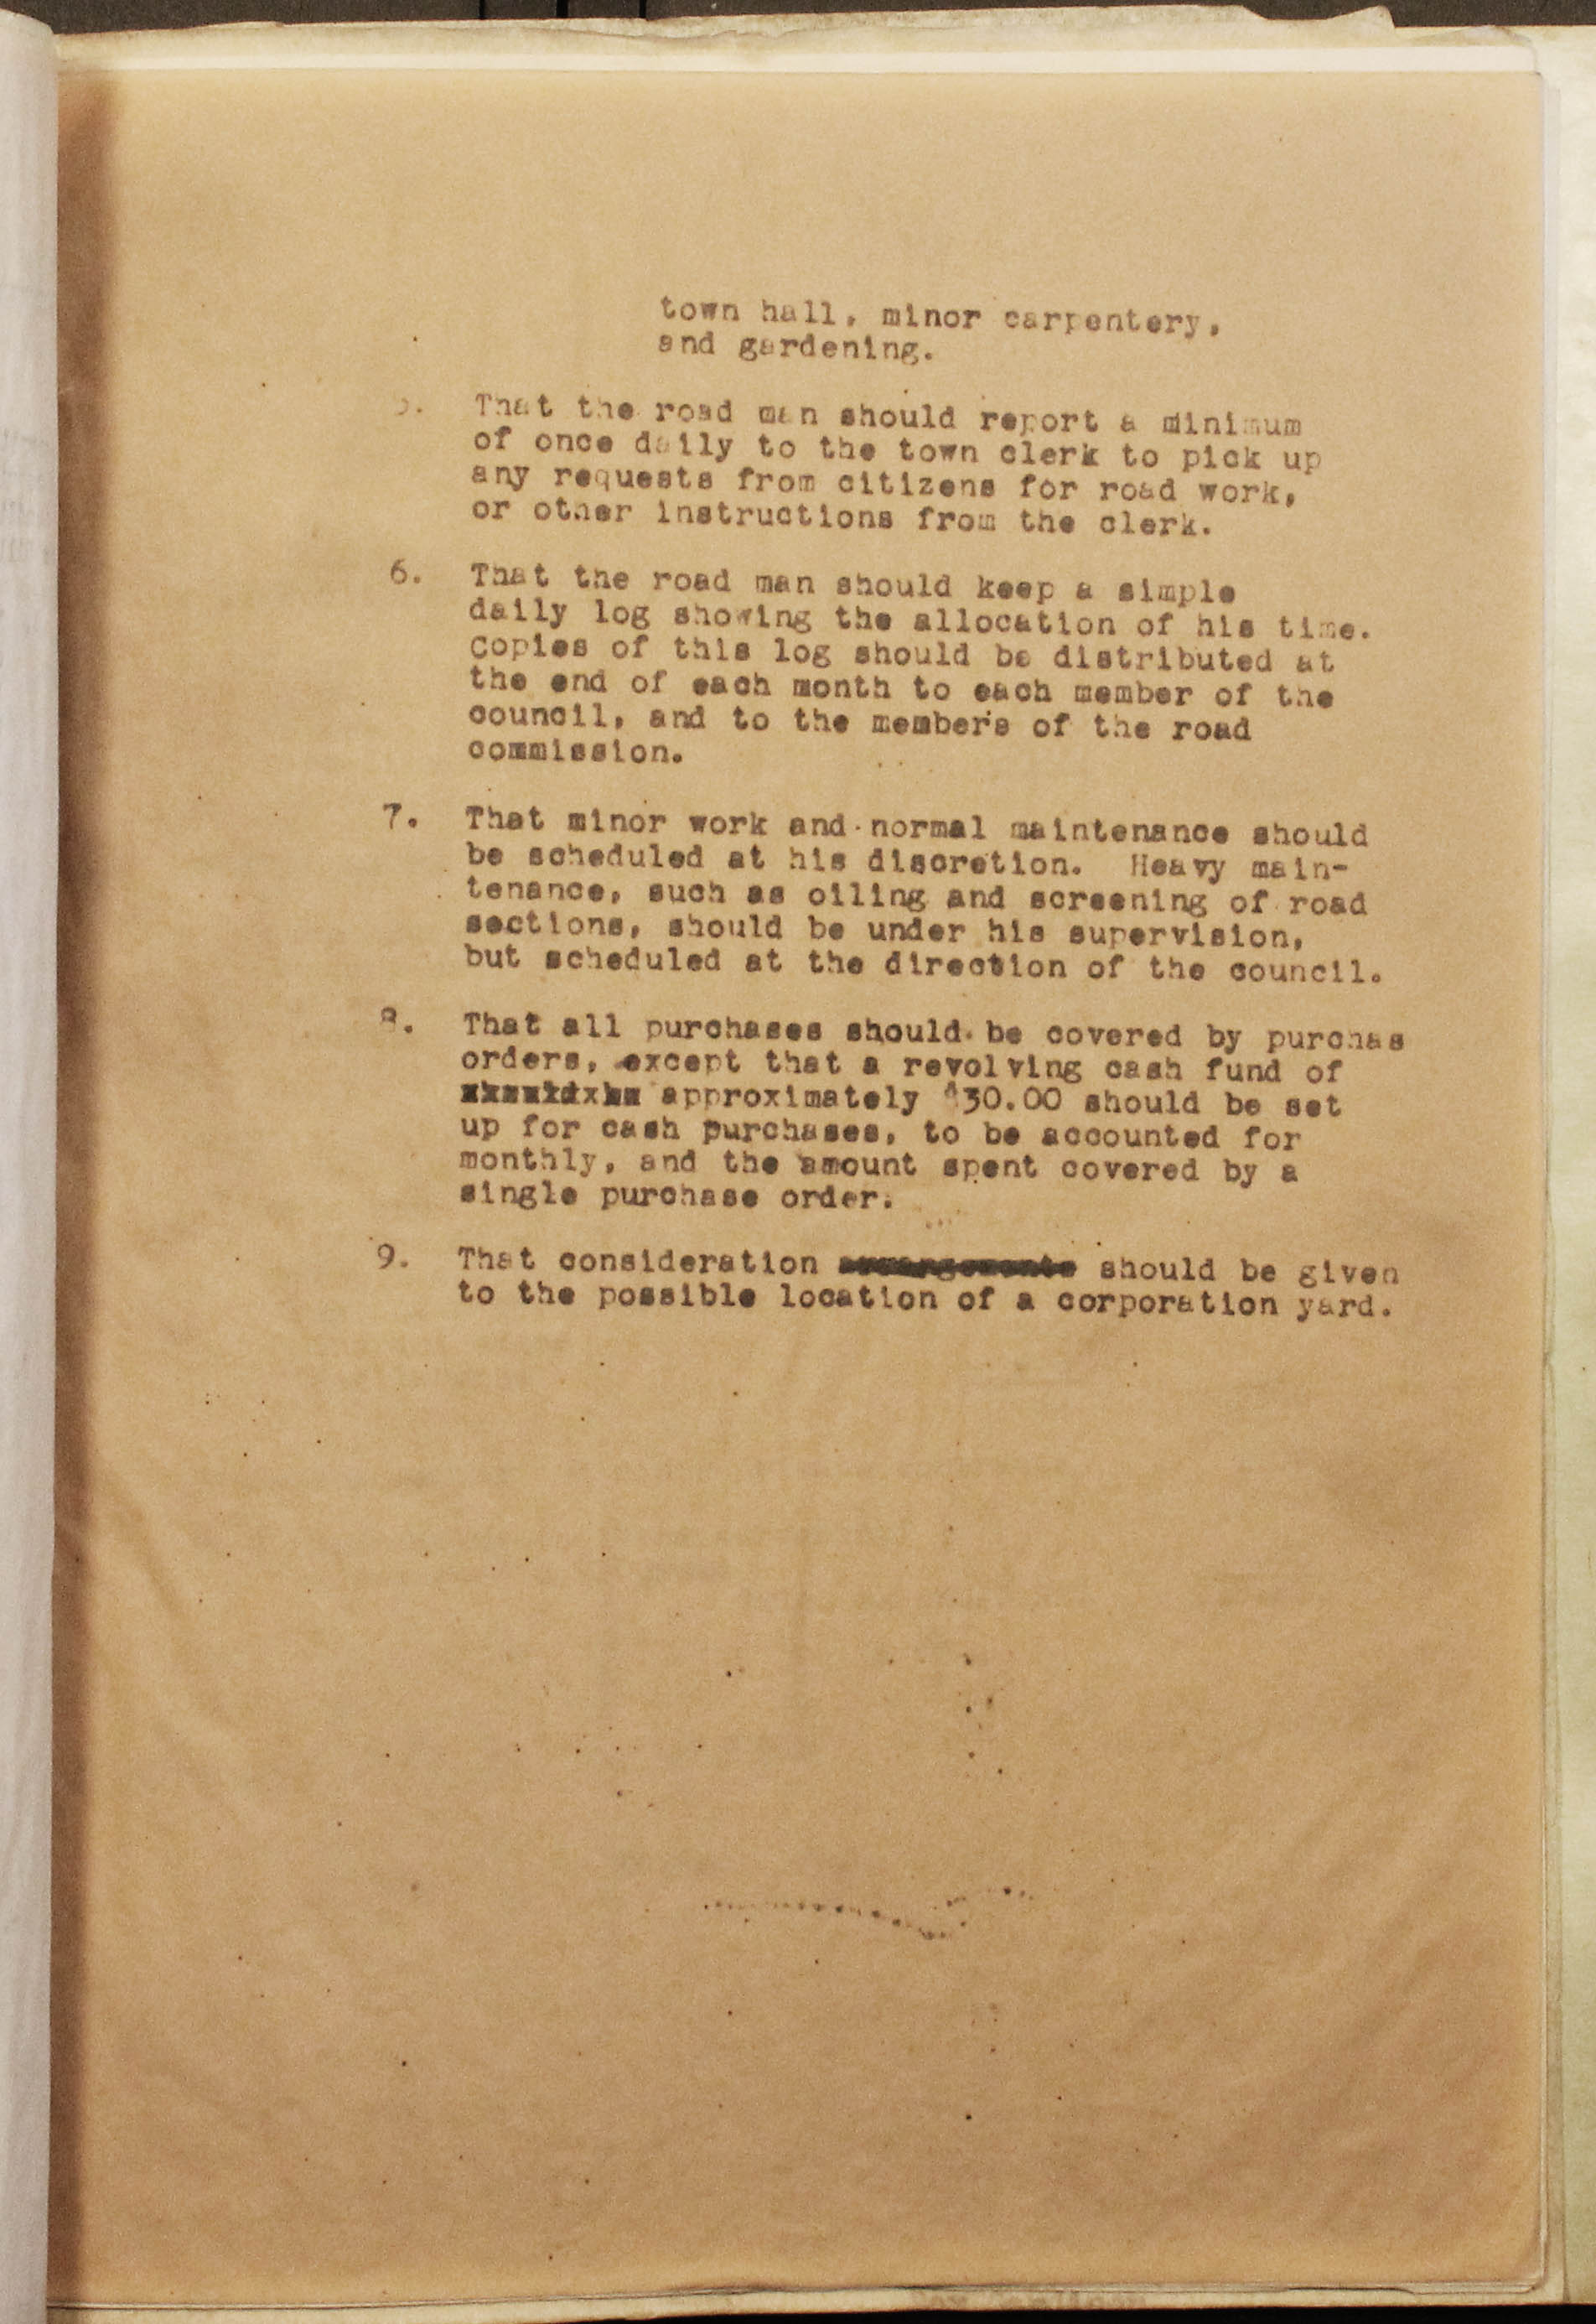 town hall, minor carpentery,
and gardening.
5. That the road man should report a minimum
of once daily to the town clerk to pick up
any requests from citizens for road work,
or other instructions from the clerk.
6. That the road man should keep a simple
daily log showing the allocation of his time.
Copies of this log should be distributed at
the end of each month to each member of the
council, and to the members of the road
commission.
7. That minor work and normal maintenance should
be scheduled at his discretion. Heavy main-
tenance, such as oiling and screening of road
sections, should be under his supervision,
but scheduled at the direction of the council.
8. That all purchases should be covered by purchas
orders, except that a revolving cash fund of
approximately $30.00 should be set
up for cash purchases, to be accounted for
monthly, and the amount spent covered by a
single purchase order.
9. That consideration arrangements should be given
to the possible location of a corporation yard.